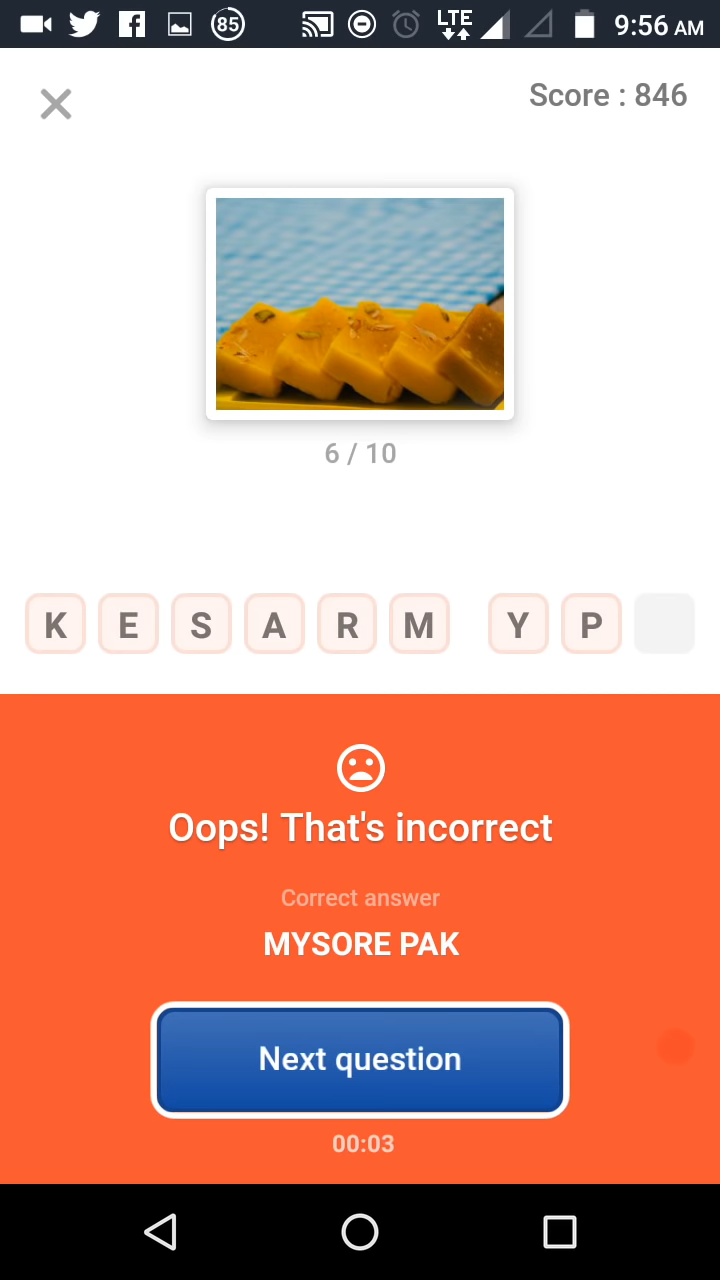 85 LTE 9:56 AM
Score : 846
6 / 10
K E S A R M Y P
Oops! That's incorrect
Correct answer
MYSORE PAK
Next question
00:03